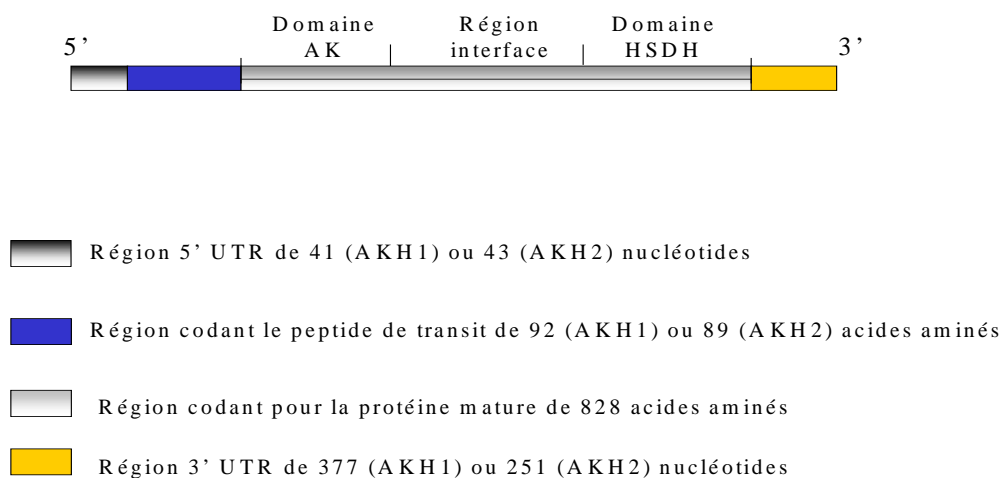 Domaine Région Domaine
5’ AK interface HSDH 3’
Région 5’ UTR de 41 (AKH1) ou 43 (AKH2) nucléotides
Région codant le peptide de transit de 92 (AKH1) ou 89 (AKH2) acides aminés
Région codant pour la protéine mature de 828 acides aminés
Région 3’ UTR de 377 (AKH1) ou 251 (AKH2) nucléotides